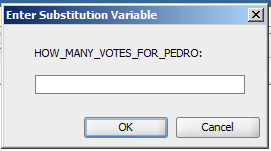 Enter Substitution Variable
HOW_MANY_VOTES_FOR_PEDRO:
OK
Cancel